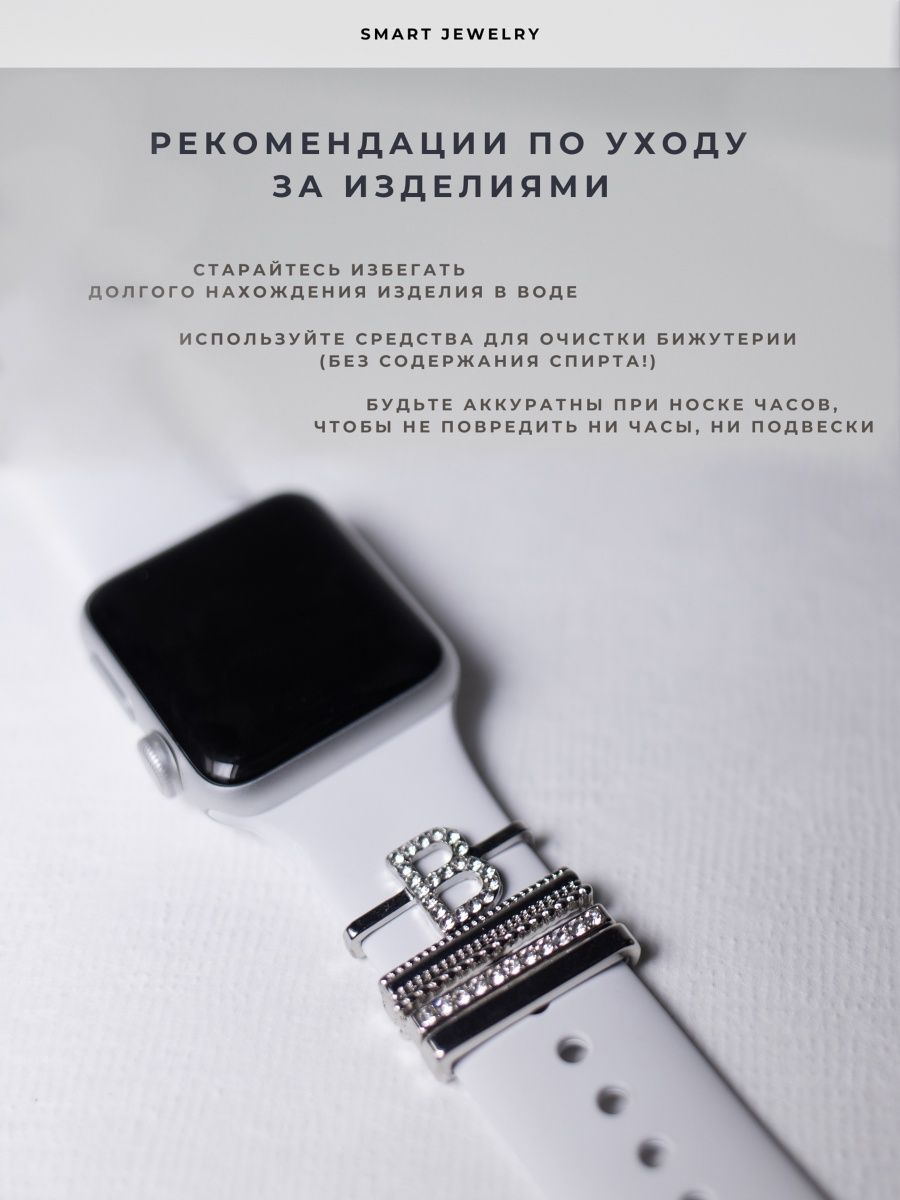 SMART JEWELRY
РЕКОМЕНДАЦИИ ПО УХОДУ
ЗА ИЗДЕЛИЯМИ
СТАРАЙТЕСЬ ИЗБЕГАТЬ
ДОЛГОГО НАХОЖДЕНИЯ ИЗДЕЛИЯ В ВОДЕ
ИСПОЛЬЗУЙТЕ СРЕДСТВА ДЛЯ ОЧИСТКИ БИЖУТЕРИИ
(БЕЗ СОДЕРЖАНИЯ СПИРТА!)
БУДЬТЕ АККУРАТНЫ ПРИ НОСКЕ ЧАСОВ,
ЧТОБЫ НЕ ПОВРЕДИТЬ НИ ЧАСЫ, НИ ПОДВЕСКИ
B